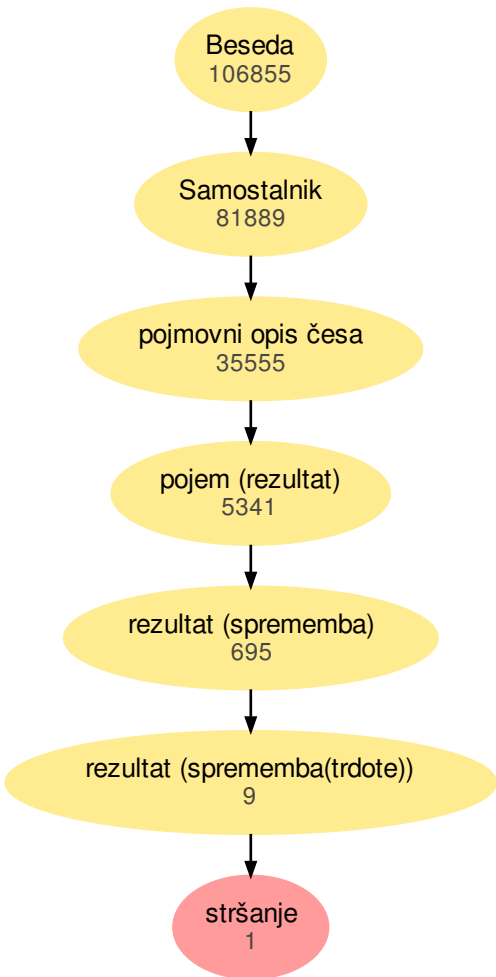 Beseda
106855
Samostalnik
81889
pojmovni opis česa
35555
pojem (rezultat)
5341
rezultat (sprememba)
695
rezultat (sprememba(trdote))
9
stršanje
1